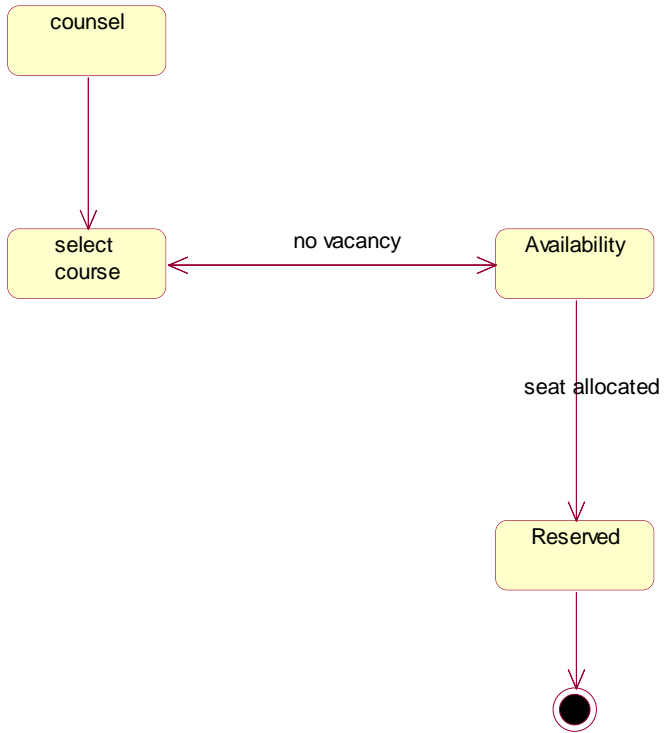 counsel
select
course
no vacancy
Availability
seat allocated
Reserved